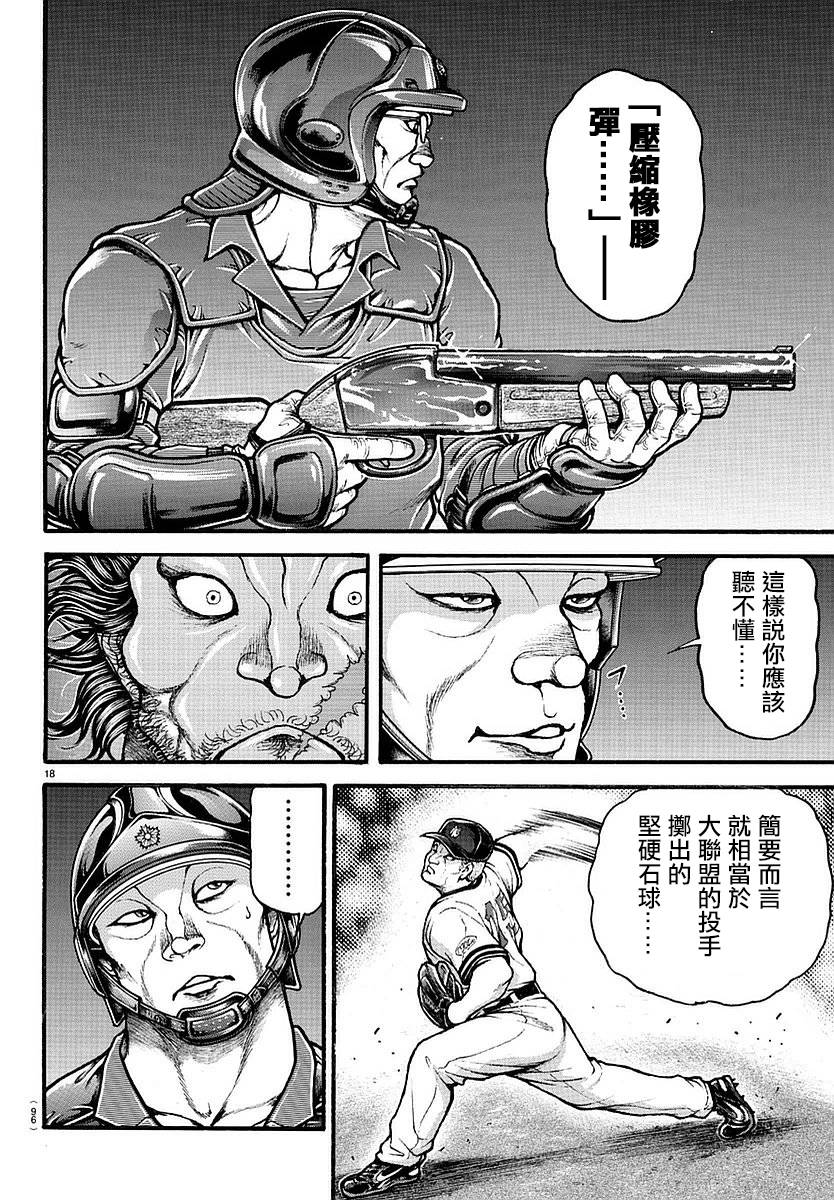 「壓縮橡膠
彈……」——
這樣説你應該
聽不懂……
簡要而言
就相當於
大聯盟的投手
擲出的
堅硬石球……
………
18
(96)